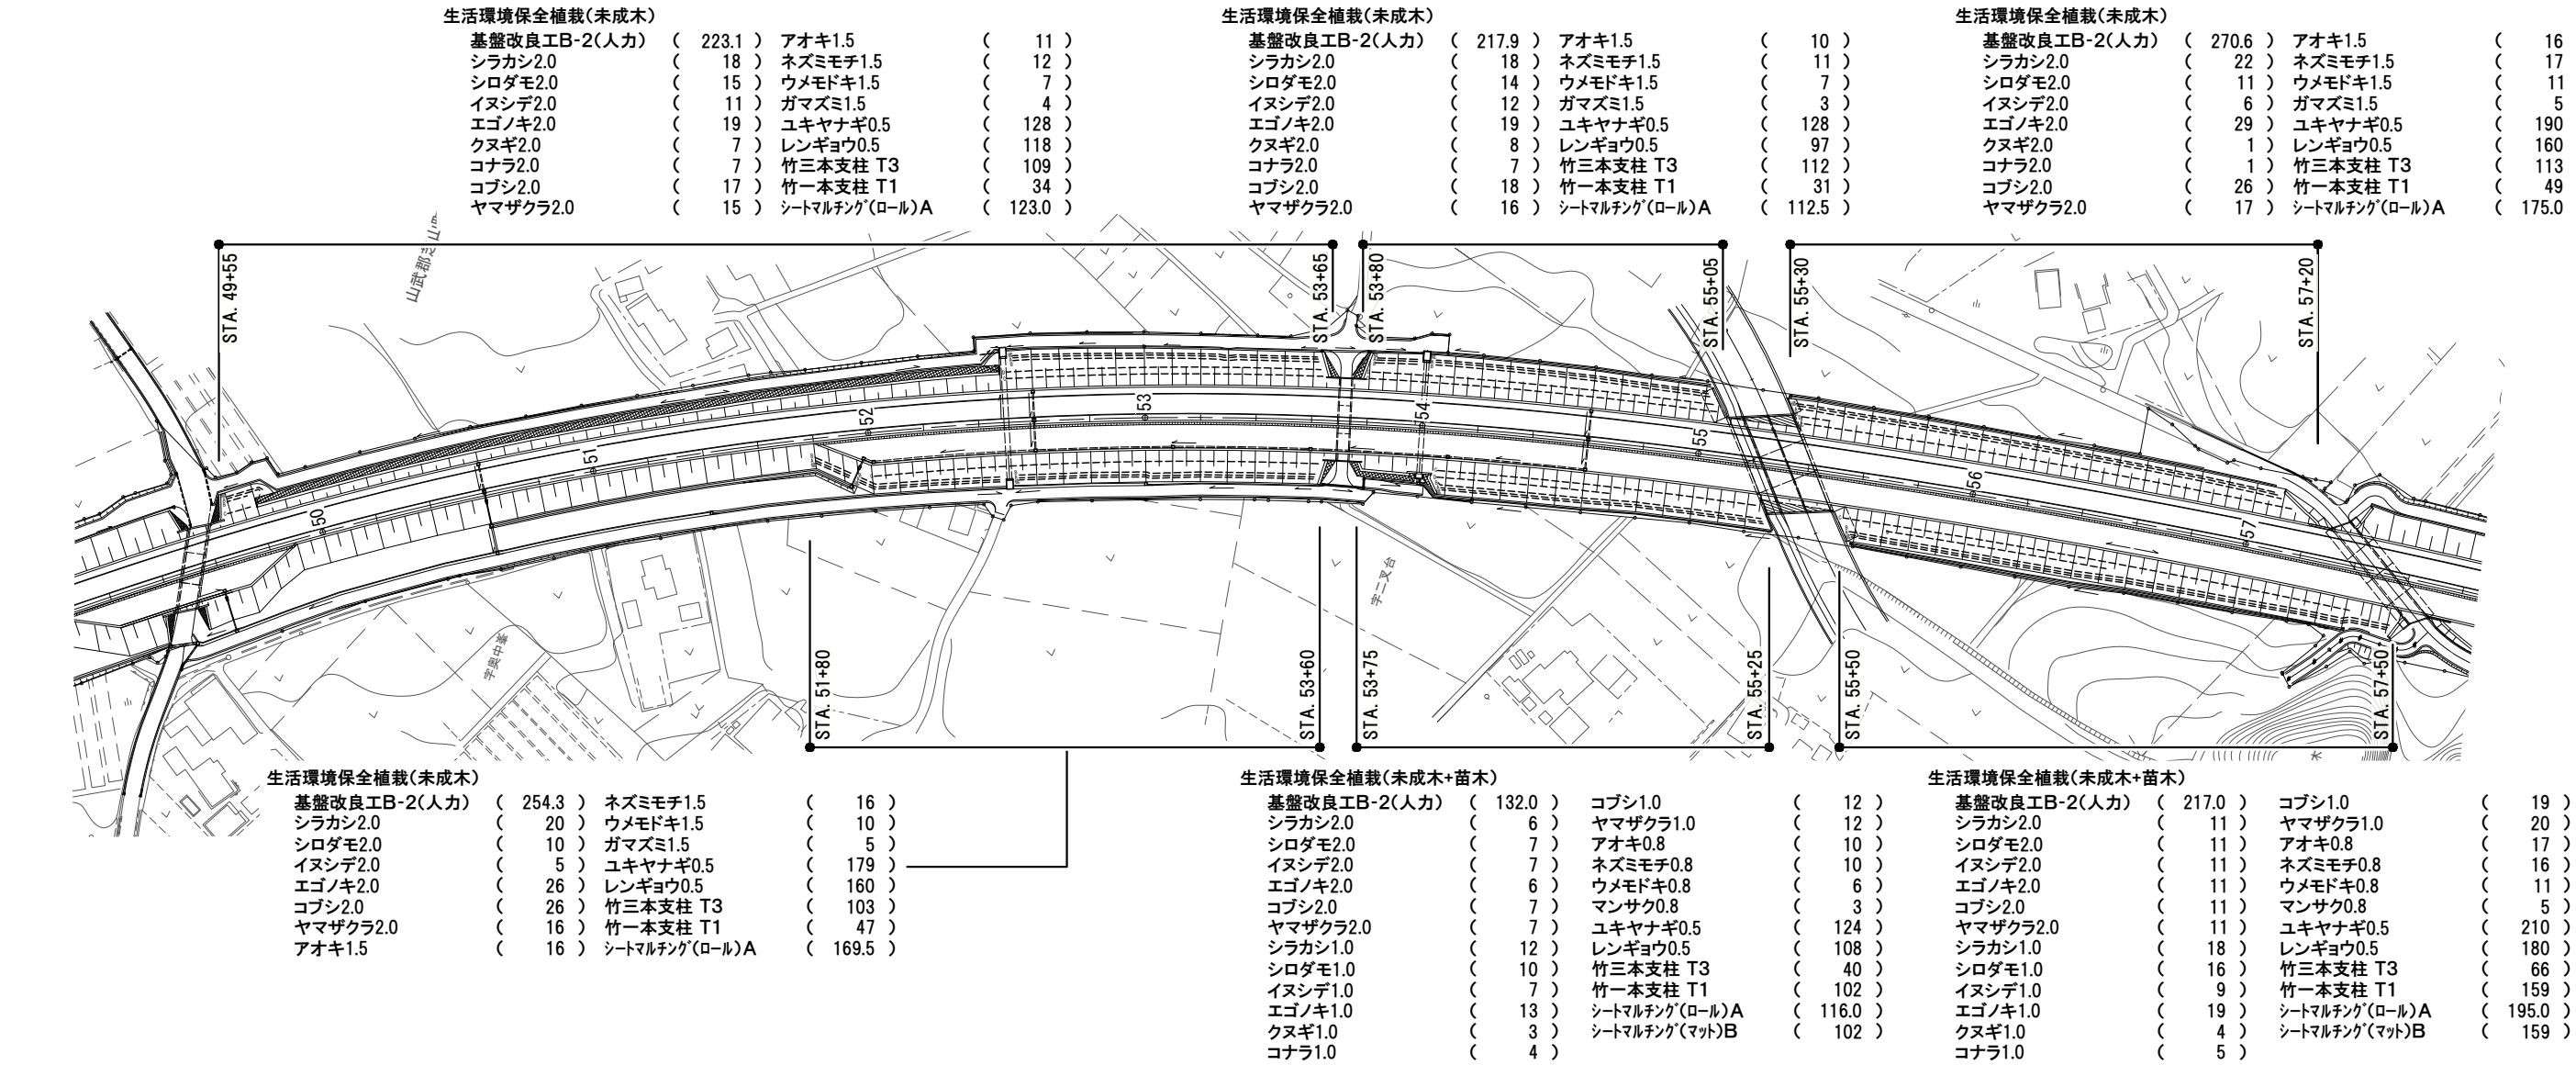 生活環境保全植栽(未成木)
基盤改良工B-2(人力) ( 223.1 ) アオキ1.5 ( 11 )
シラカシ2.0 ( 18 ) ネズミモチ1.5 ( 12 )
シロダモ2.0 ( 15 ) ウメモドキ1.5 ( 7 )
イヌシデ2.0 ( 11 ) ガマズミ1.5 ( 4 )
エゴノキ2.0 ( 19 ) ユキヤナギ0.5 ( 128 )
クヌギ2.0 ( 7 ) レンギョウ0.5 ( 118 )
コナラ2.0 ( 7 ) 竹三本支柱 T3 ( 109 )
コブシ2.0 ( 17 ) 竹一本支柱 T1 ( 34 )
ヤマザクラ2.0 ( 15 ) シートマルチング(ロール)A ( 123.0 )
生活環境保全植栽(未成木)
基盤改良工B-2(人力) ( 217.9 ) アオキ1.5 ( 10 )
シラカシ2.0 ( 18 ) ネズミモチ1.5 ( 11 )
シロダモ2.0 ( 14 ) ウメモドキ1.5 ( 7 )
イヌシデ2.0 ( 12 ) ガマズミ1.5 ( 3 )
エゴノキ2.0 ( 19 ) ユキヤナギ0.5 ( 128 )
クヌギ2.0 ( 8 ) レンギョウ0.5 ( 97 )
コナラ2.0 ( 7 ) 竹三本支柱 T3 ( 112 )
コブシ2.0 ( 18 ) 竹一本支柱 T1 ( 31 )
ヤマザクラ2.0 ( 16 ) シートマルチング(ロール)A ( 112.5 )
生活環境保全植栽(未成木)
基盤改良工B-2(人力) ( 270.6 ) アオキ1.5 ( 16
シラカシ2.0 ( 22 ) ネズミモチ1.5 ( 17
シロダモ2.0 ( 11 ) ウメモドキ1.5 ( 11
イヌシデ2.0 ( 6 ) ガマズミ1.5 ( 5
エゴノキ2.0 ( 29 ) ユキヤナギ0.5 ( 190
クヌギ2.0 ( 1 ) レンギョウ0.5 ( 160
コナラ2.0 ( 1 ) 竹三本支柱 T3 ( 113
コブシ2.0 ( 26 ) 竹一本支柱 T1 ( 49
ヤマザクラ2.0 ( 17 ) シートマルチング(ロール)A ( 175.0
STA. 49+55
STA. 53+65
STA. 53+80
STA. 55+05
STA. 55+30
STA. 57+20
山武郡
50
51
52
53
54
55
56
57
字奥中峯
字二又台
STA. 51+80
STA. 53+60
STA. 53+75
STA. 55+25
STA. 55+50
STA. 57+50
生活環境保全植栽(未成木)
基盤改良工B-2(人力) ( 254.3 ) ネズミモチ1.5 ( 16 )
シラカシ2.0 ( 20 ) ウメモドキ1.5 ( 10 )
シロダモ2.0 ( 10 ) ガマズミ1.5 ( 5 )
イヌシデ2.0 ( 5 ) ユキヤナギ0.5 ( 179 )
エゴノキ2.0 ( 26 ) レンギョウ0.5 ( 160 )
コブシ2.0 ( 26 ) 竹三本支柱 T3 ( 103 )
ヤマザクラ2.0 ( 16 ) 竹一本支柱 T1 ( 47 )
アオキ1.5 ( 16 ) シートマルチング(ロール)A ( 169.5 )
生活環境保全植栽(未成木+苗木)
基盤改良工B-2(人力) ( 132.0 ) コブシ1.0 ( 12 )
シラカシ2.0 ( 6 ) ヤマザクラ1.0 ( 12 )
シロダモ2.0 ( 7 ) アオキ0.8 ( 10 )
イヌシデ2.0 ( 7 ) ネズミモチ0.8 ( 10 )
エゴノキ2.0 ( 6 ) ウメモドキ0.8 ( 6 )
コブシ2.0 ( 7 ) マンサク0.8 ( 3 )
ヤマザクラ2.0 ( 7 ) ユキヤナギ0.5 ( 124 )
シラカシ1.0 ( 12 ) レンギョウ0.5 ( 108 )
シロダモ1.0 ( 10 ) 竹三本支柱 T3 ( 40 )
イヌシデ1.0 ( 7 ) 竹一本支柱 T1 ( 102 )
エゴノキ1.0 ( 13 ) シートマルチング(ロール)A ( 116.0 )
クヌギ1.0 ( 3 ) シートマルチング(マット)B ( 102 )
コナラ1.0 ( 4 )
生活環境保全植栽(未成木+苗木)
基盤改良工B-2(人力) ( 217.0 ) コブシ1.0 ( 19 )
シラカシ2.0 ( 11 ) ヤマザクラ1.0 ( 20 )
シロダモ2.0 ( 11 ) アオキ0.8 ( 17 )
イヌシデ2.0 ( 11 ) ネズミモチ0.8 ( 16 )
エゴノキ2.0 ( 11 ) ウメモドキ0.8 ( 11 )
コブシ2.0 ( 11 ) マンサク0.8 ( 5 )
ヤマザクラ2.0 ( 11 ) ユキヤナギ0.5 ( 210 )
シラカシ1.0 ( 18 ) レンギョウ0.5 ( 180 )
シロダモ1.0 ( 16 ) 竹三本支柱 T3 ( 66 )
イヌシデ1.0 ( 9 ) 竹一本支柱 T1 ( 159 )
エゴノキ1.0 ( 19 ) シートマルチング(ロール)A ( 195.0 )
クヌギ1.0 ( 4 ) シートマルチング(マット)B ( 159 )
コナラ1.0 ( 5 )